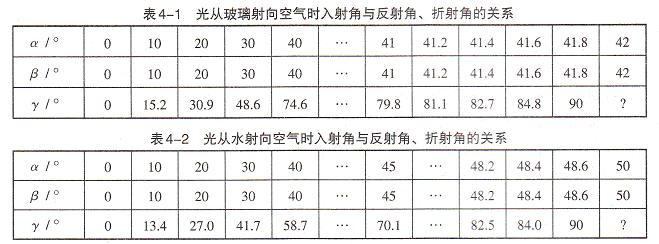 表4-1 光从玻璃射向空气时入射角与反射角、折射角的关系
α /° 0 10 20 30 40 … 41 41.2 41.4 41.6 41.8 42
β /° 0 10 20 30 40 … 41 41.2 41.4 41.6 41.8 42
γ /° 0 15.2 30.9 48.6 74.6 … 79.8 81.1 82.7 84.8 90 ?
表4-2 光从水射向空气时入射角与反射角、折射角的关系
α /° 0 10 20 30 40 … 45 … 48.2 48.4 48.6 50
β /° 0 10 20 30 40 … 45 … 48.2 48.4 48.6 50
γ /° 0 13.4 27.0 41.7 58.7 … 70.1 … 82.5 84.0 90 ?